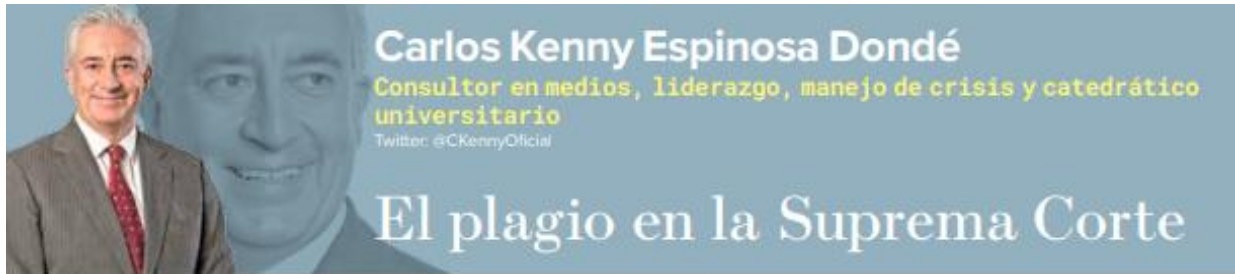 Carlos Kenny Espinosa Dondé
Consultor en medios, liderazgo, manejo de crisis y catedrático
universitario
Twitter: @CKennyOficial
El plagio en la Suprema Corte